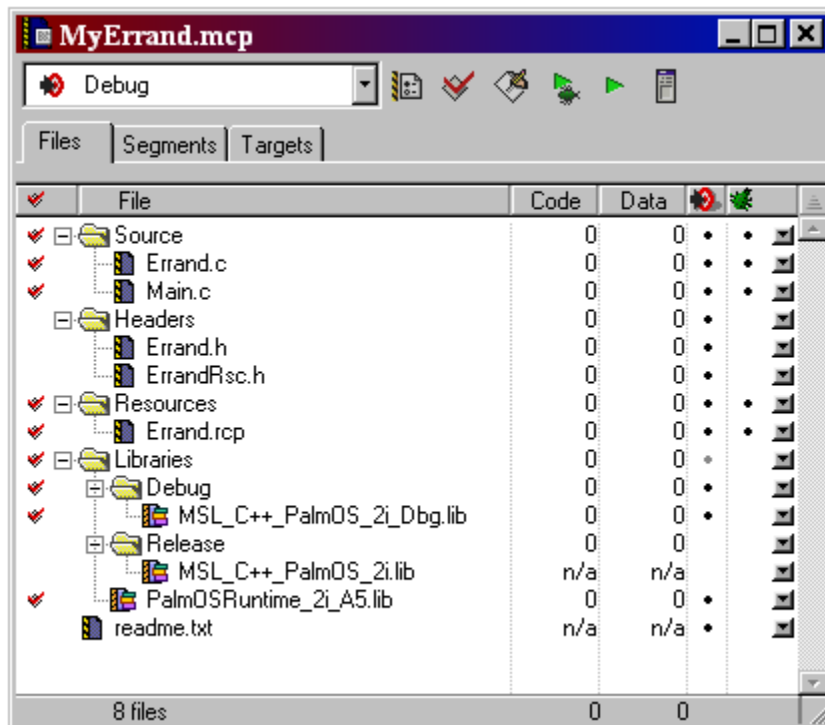 MyErrand.mcp
Debug
Files Segments Targets
File Code Data
Source 0 0
Errand.c 0 0
Main.c 0 0
Headers 0 0
Errand.h 0 0
ErrandRsc.h 0 0
Resources 0 0
Errand.rcp 0 0
Libraries 0 0
Debug 0 0
MSL_C++_PalmOS_2i_Dbg.lib 0 0
Release 0 0
MSL_C++_PalmOS_2i.lib n/a n/a
PalmOSRuntime_2i_A5.lib 0 0
readme.txt n/a n/a
8 files 0 0